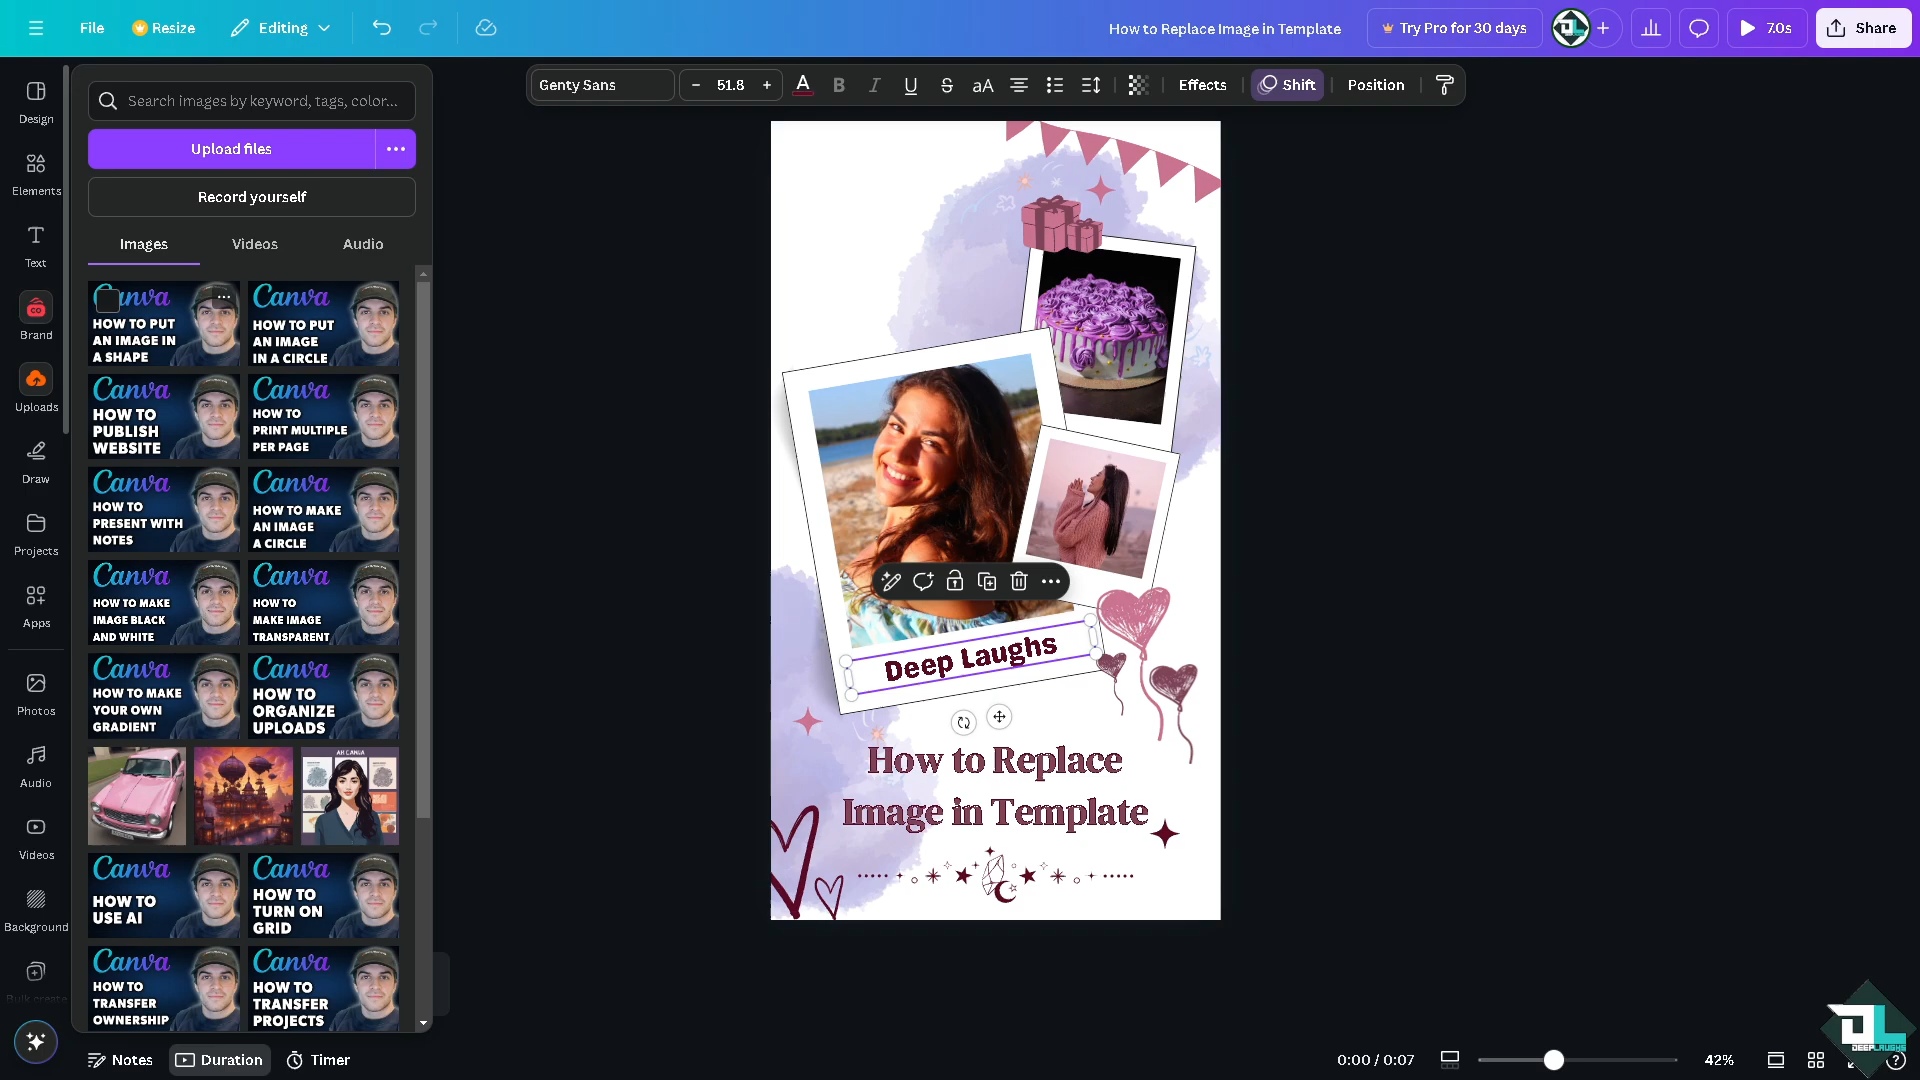 File
Resize
Editing
How to Replace Image in Template
Try Pro for 30 days
7.0s
Share
Design
Elements
Text
Brand
Uploads
Draw
Projects
Apps
Photos
Audio
Videos
Background
Bulk create
Search images by keyword, tags, color...
Upload files
Record yourself
Images
Videos
Audio
Canva
HOW TO PUT
AN IMAGE IN
A SHAPE
Canva
HOW TO PUT
AN IMAGE
IN A CIRCLE
Canva
HOW TO
PUBLISH
WEBSITE
Canva
HOW TO
PRINT MULTIPLE
PER PAGE
Canva
HOW TO
PRESENT WITH
NOTES
Canva
HOW TO MAKE
AN IMAGE
A CIRCLE
Canva
HOW TO MAKE
IMAGE BLACK
AND WHITE
Canva
HOW TO
MAKE IMAGE
TRANSPARENT
Canva
HOW TO MAKE
YOUR OWN
GRADIENT
Canva
HOW TO
ORGANIZE
UPLOADS
Canva
HOW TO
USE AI
Canva
HOW TO
TURN ON
GRID
Canva
HOW TO
TRANSFER
OWNERSHIP
Canva
HOW TO
TRANSFER
PROJECTS
Genty Sans
51.8
A
B
I
U
S
aA
Effects
Shift
Position
Deep Laughs
How to Replace
Image in Template
Notes
Duration
Timer
0:00 / 0:07
42%
DL
DEEPLAUGHS